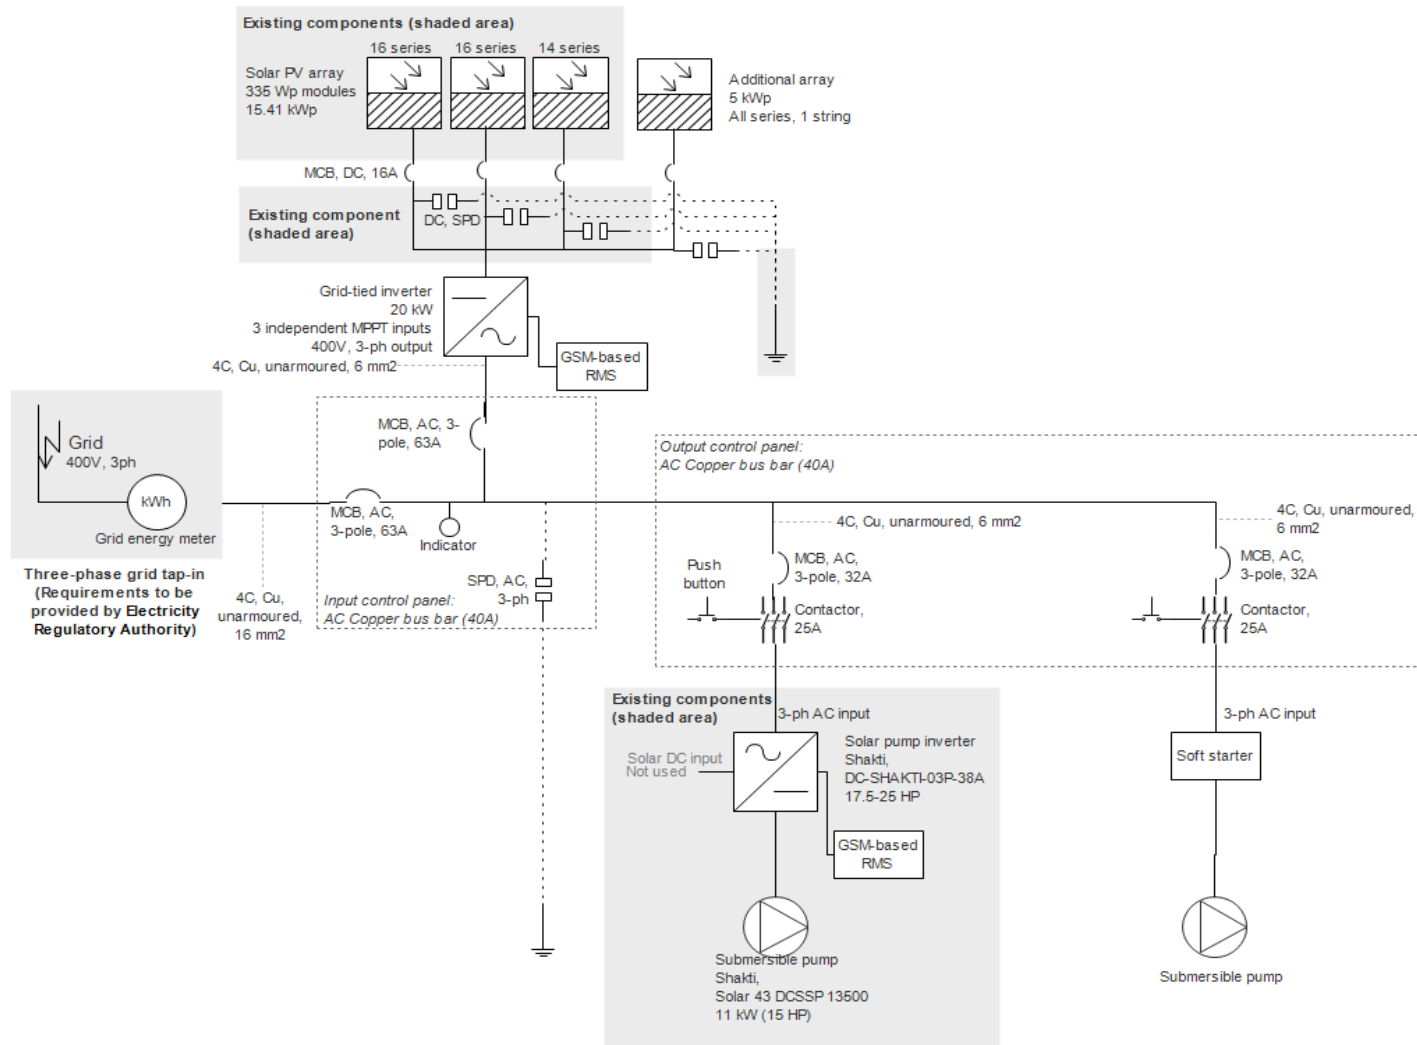 Existing components (shaded area)
16 series
16 series
14 series
Solar PV array
335 Wp modules
15.41 kWp
Additional array
5 kWp
All series, 1 string
MCB, DC, 16A
Existing component
(shaded area)
DC, SPD
Grid-tied inverter
20 kW
3 independent MPPT inputs
400V, 3-ph output
4C, Cu, unarmoured, 6 mm2
GSM-based
RMS
Grid
400V, 3ph
kWh
Grid energy meter
Three-phase grid tap-in
(Requirements to be
provided by Electricity
Regulatory Authority)
4C, Cu,
unarmoured,
16 mm2
MCB, AC, 3-
pole, 63A
MCB, AC,
3-pole, 63A
Indicator
SPD, AC,
3-ph
Input control panel:
AC Copper bus bar (40A)
Output control panel:
AC Copper bus bar (40A)
4C, Cu, unarmoured, 6 mm2
4C, Cu, unarmoured,
6 mm2
Push
button
MCB, AC,
3-pole, 32A
Contactor,
25A
MCB, AC,
3-pole, 32A
Contactor,
25A
Existing components
(shaded area)
3-ph AC input
Solar DC input
Not used
Solar pump inverter
Shakti,
DC-SHAKTI-03P-38A
17.5-25 HP
GSM-based
RMS
Submersible pump
Shakti,
Solar 43 DCSSP 13500
11 kW (15 HP)
3-ph AC input
Soft starter
Submersible pump